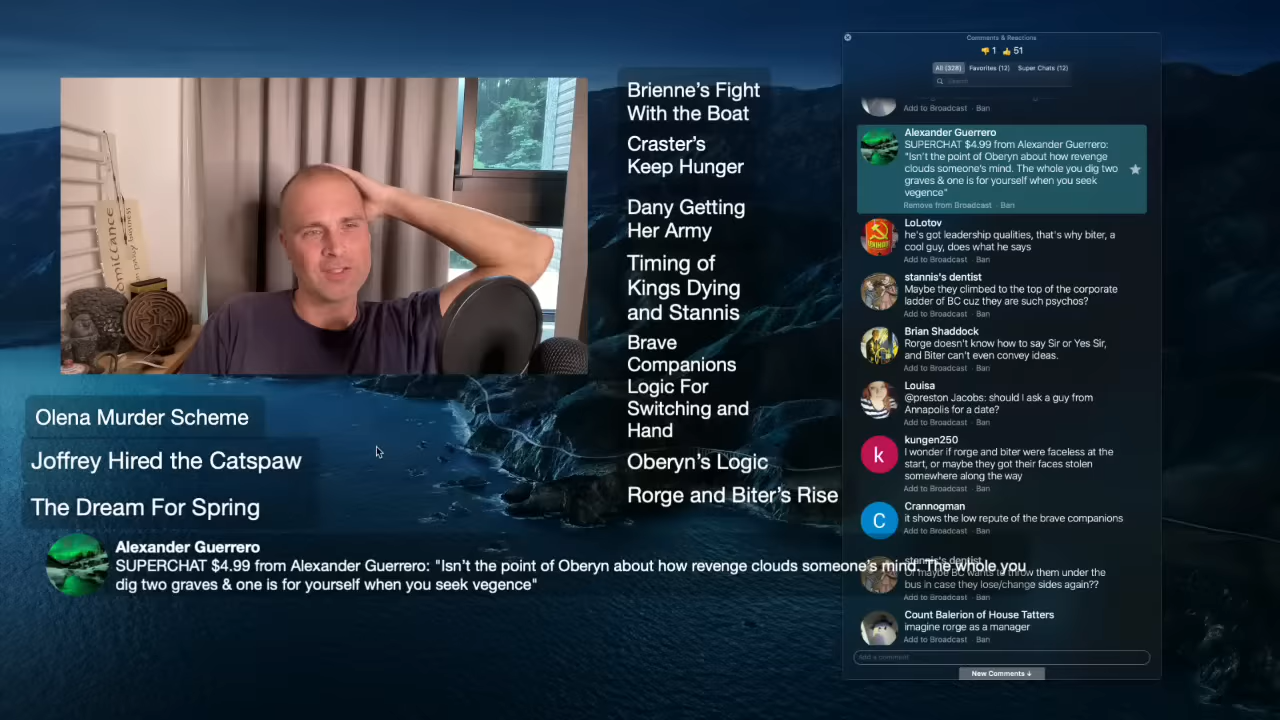 Olena Murder Scheme
Joffrey Hired the Catspaw
The Dream For Spring
Alexander Guerrero
SUPERCHAT $4.99 from Alexander Guerrero: "Isn't the point of Oberyn about how revenge clouds someone's mind. The whole you
dig two graves & one is for yourself when you seek vegence"
Brienne's Fight
With the Boat
Craster's
Keep Hunger
Dany Getting
Her Army
Timing of
Kings Dying
and Stannis
Brave
Companions
Logic For
Switching and
Hand
Oberyn's Logic
Rorge and Biter's Rise
Comments & Reactions
👎 1 👍 51
All (328) Favorites (12) Super Chats (12)
Search
Add to Broadcast · Ban
Alexander Guerrero
SUPERCHAT $4.99 from Alexander Guerrero:
"Isn't the point of Oberyn about how revenge
clouds someone's mind. The whole you dig two
graves & one is for yourself when you seek
vegence"
Remove from Broadcast · Ban
LoLotov
he's got leadership qualities, that's why biter, a
cool guy, does what he says
Add to Broadcast · Ban
stannis's dentist
Maybe they climbed to the top of the corporate
ladder of BC cuz they are such psychos?
Add to Broadcast · Ban
Brian Shaddock
Rorge doesn't know how to say Sir or Yes Sir,
and Biter can't even convey ideas.
Add to Broadcast · Ban
Louisa
@preston Jacobs: should I ask a guy from
Annapolis for a date?
Add to Broadcast · Ban
k
kungen250
I wonder if rorge and biter were faceless at the
start, or maybe they got their faces stolen
somewhere along the way
Add to Broadcast · Ban
C
Crannogman
it shows the low repute of the brave companions
Add to Broadcast · Ban
stannis's dentist
Or maybe BC wants to throw them under the
bus in case they lose/change sides again??
Add to Broadcast · Ban
Count Balerion of House Tatters
imagine rorge as a manager
Add to Broadcast · Ban
Add a comment
New Comments ↓